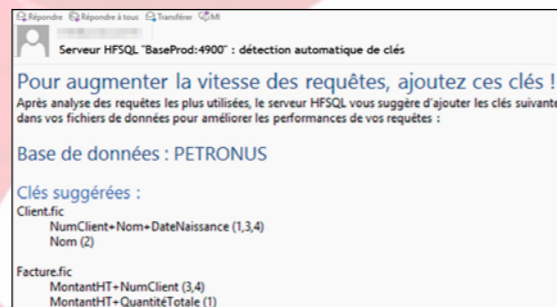 Répondre Répondre à tous Transférer MI
Serveur HFSQL "BaseProd:4900" : détection automatique de clés
Pour augmenter la vitesse des requêtes, ajoutez ces clés !
Après analyse des requêtes les plus utilisées, le serveur HFSQL vous suggère d'ajouter les clés suivante
dans vos fichiers de données pour améliorer les performances de vos requêtes :
Base de données : PETRONUS
Clés suggérées :
Client.fic
NumClient+Nom+DateNaissance (1,3,4)
Nom (2)
Facture.fic
MontantHT+NumClient (3,4)
MontantHT+QuantitéTotale (1)